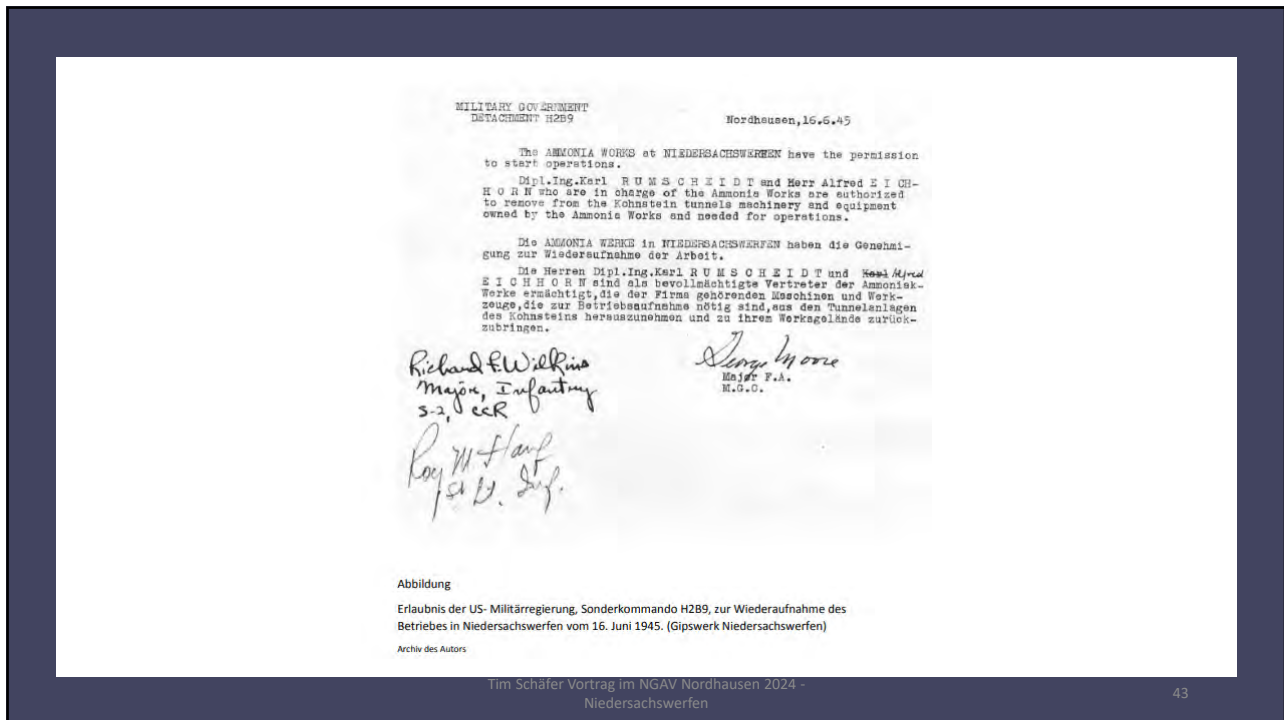 MILITARY GOVERNMENT
DETACHMENT H2B9
Nordhausen,16.6.45
The AMMONIA WORKS at NIEDERSACHSWERFEN have the permission
to start operations.
Dipl.Ing.Karl R U M S C H E I D T and Herr Alfred E I CH-
H O R N who are in charge of the Ammonia Works are authorized
to remove from the Kohnstein tunnels machinery and equipment
owned by the Ammonia Works and needed for operations.
Die AMMONIA WERKE in NIEDERSACHSWERFEN haben die Genehmi-
gung zur Wiederaufnahme der Arbeit.
Die Herren Dipl.Ing.Karl R U M S C H E I D T und Karl Alfred
E I C H H O R N sind als bevollmächtigte Vertreter der Ammoniak-
Werke ermächtigt,die der Firma gehörenden Maschinen und Werk-
zeuge,die zur Betriebsaufnahme nötig sind,aus den Tunnelanlagen
des Kohnsteins herauszunehmen und zu ihrem Werksgelände zurück-
zubringen.
Richard F. Wilkins
Major, Infantry
S-2, CCR
George Moore
Major F.A.
M.G.O.
Roy M
1st Lt. Inf.
Abbildung
Erlaubnis der US- Militärregierung, Sonderkommando H2B9, zur Wiederaufnahme des
Betriebes in Niedersachswerfen vom 16. Juni 1945. (Gipswerk Niedersachswerfen)
Archiv des Autors
Tim Schäfer Vortrag im NGAV Nordhausen 2024 -
Niedersachswerfen
43